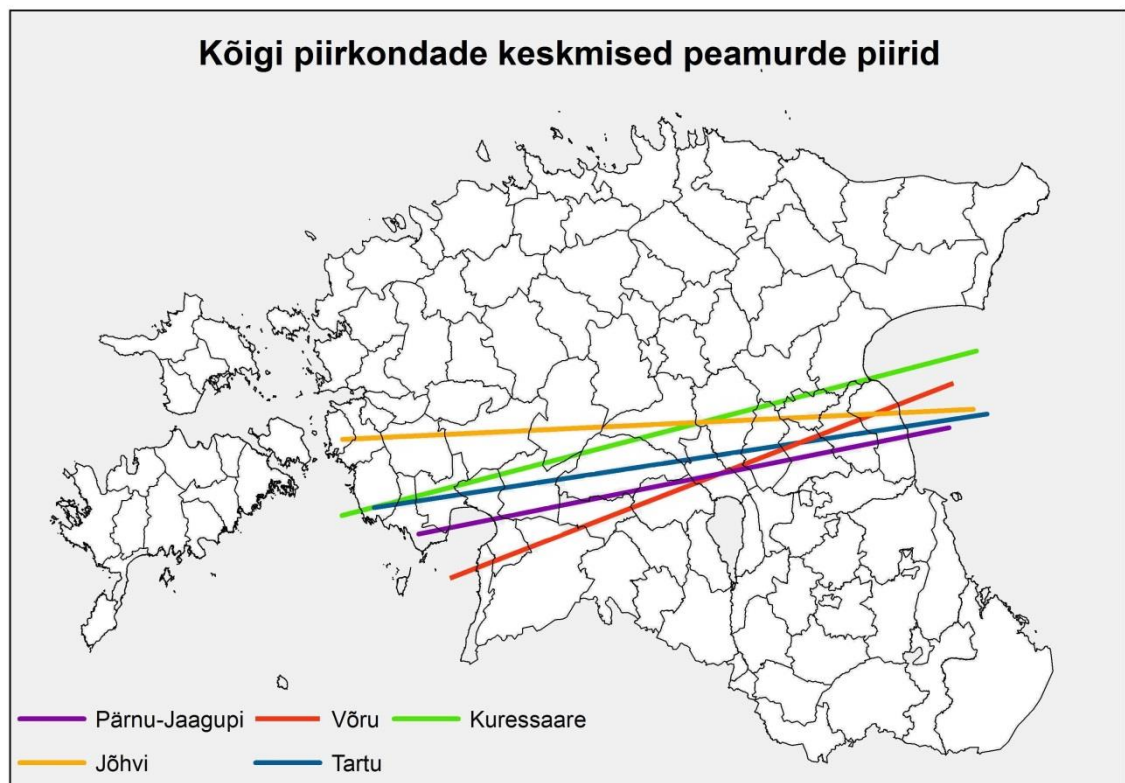 Kõigi piirkondade keskmised peamurde piirid
Pärnu-Jaagupi Võru Kuressaare
Jõhvi Tartu